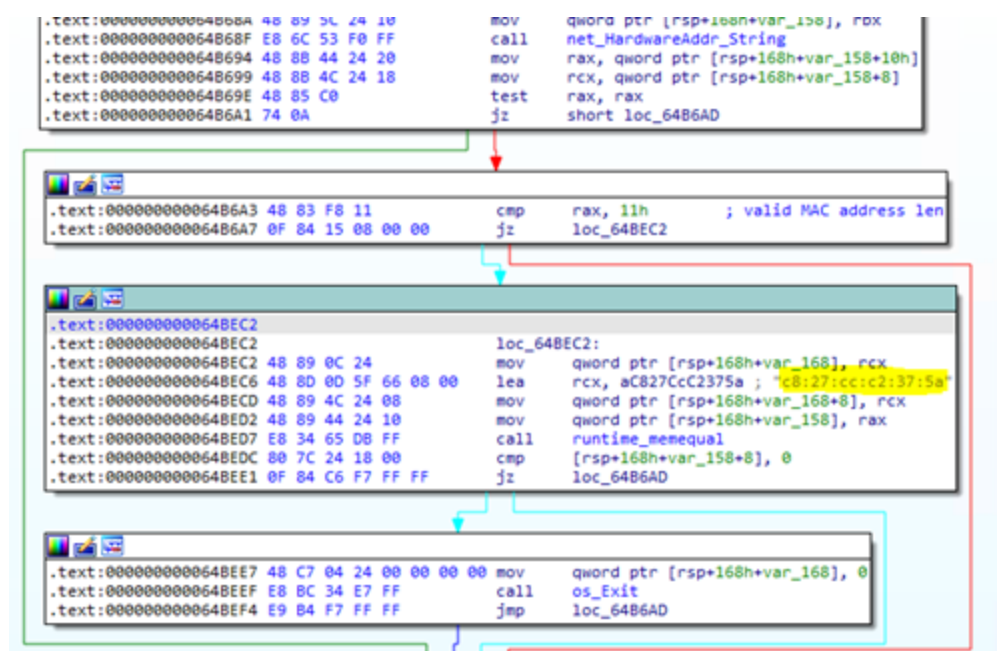 .text:000000000064B68A 48 89 5C 24 10 mov qword ptr [rsp+168h+var_158], rbx
.text:000000000064B68F E8 6C 53 F0 FF call net_HardwareAddr_String
.text:000000000064B694 48 8B 44 24 20 mov rax, qword ptr [rsp+168h+var_158+10h]
.text:000000000064B699 48 8B 4C 24 18 mov rcx, qword ptr [rsp+168h+var_158+8]
.text:000000000064B69E 48 85 C0 test rax, rax
.text:000000000064B6A1 74 0A jz short loc_64B6AD
.text:000000000064B6A3 48 83 F8 11 cmp rax, 11h ; valid MAC address len
.text:000000000064B6A7 0F 84 15 08 00 00 jz loc_64BEC2
.text:000000000064BEC2
.text:000000000064BEC2 loc_64BEC2:
.text:000000000064BEC2 48 89 0C 24 mov qword ptr [rsp+168h+var_168], rcx
.text:000000000064BEC6 48 8D 0D 5F 66 08 00 lea rcx, aC827CcC2375a ; "c8:27:cc:c2:37:5a"
.text:000000000064BECD 48 89 4C 24 08 mov qword ptr [rsp+168h+var_168+8], rcx
.text:000000000064BED2 48 89 44 24 10 mov qword ptr [rsp+168h+var_158], rax
.text:000000000064BED7 E8 34 65 DB FF call runtime_memequal
.text:000000000064BEDC 80 7C 24 18 00 cmp [rsp+168h+var_158+8], 0
.text:000000000064BEE1 0F 84 C6 F7 FF FF jz loc_64B6AD
.text:000000000064BEE7 48 C7 04 24 00 00 00 00 mov qword ptr [rsp+168h+var_168], 0
.text:000000000064BEEF E8 BC 34 E7 FF call os_Exit
.text:000000000064BEF4 E9 B4 F7 FF FF jmp loc_64B6AD